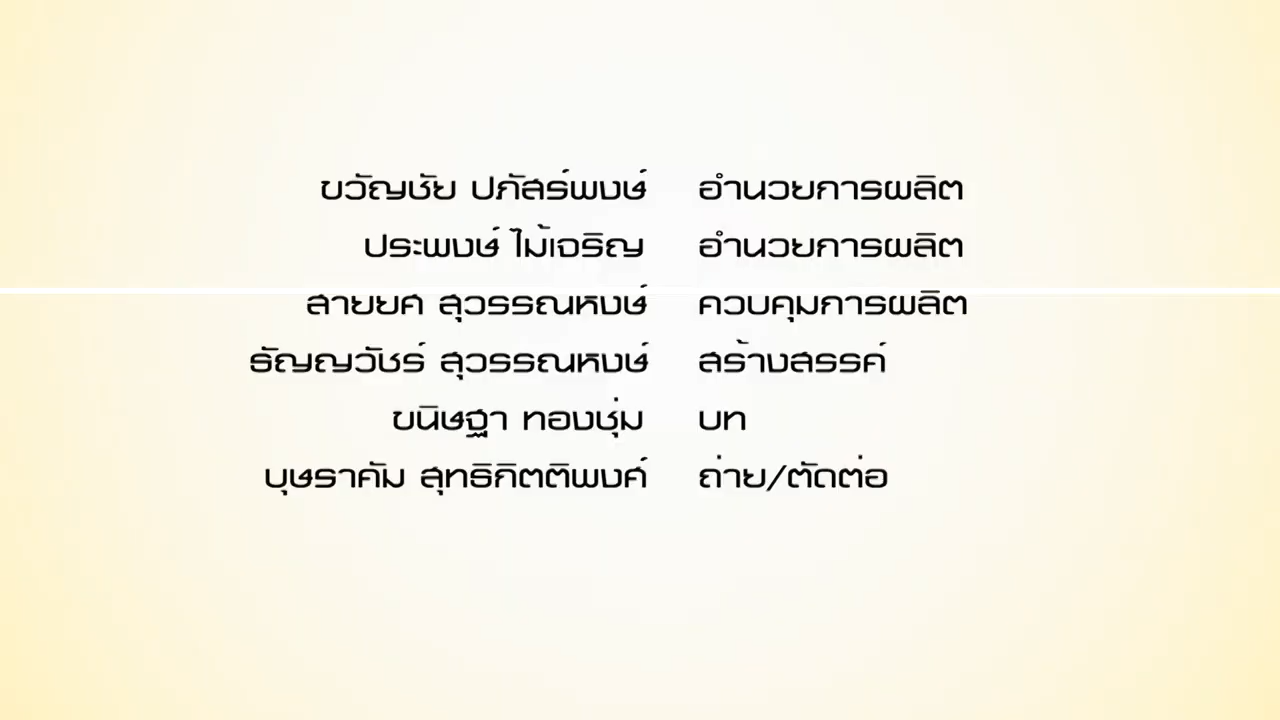 ขวัญชัย ปภัสร์พงษ์ อำนวยการผลิต
ประพงษ์ ไม้เจริญ อำนวยการผลิต
สายยศ สุวรรณหงษ์ ควบคุมการผลิต
ธัญญวัชร์ สุวรรณหงษ์ สร้างสรรค์
ขนิษฐา ทองชุ่ม บท
บุษราคัม สุทธิกิตติพงศ์ ถ่าย/ตัดต่อ